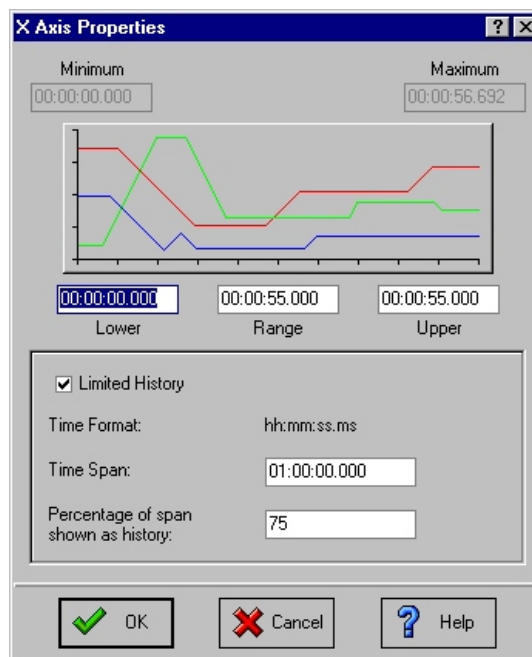 X Axis Properties
Minimum Maximum
00:00:00.000 00:00:56.692
00:00:00.000 00:00:55.000 00:00:55.000
Lower Range Upper
Limited History
Time Format: hh:mm:ss.ms
Time Span: 01:00:00.000
Percentage of span
shown as history: 75
OK Cancel Help